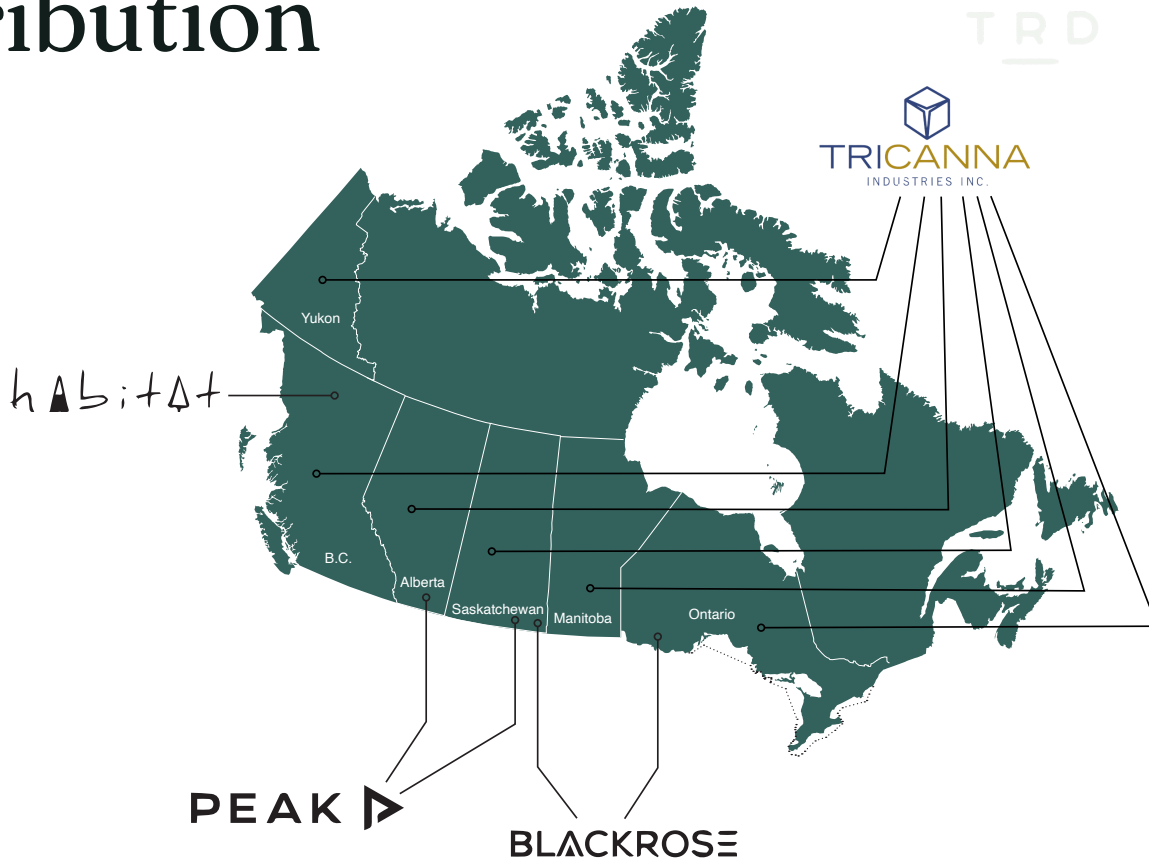 ribution
TRD
TRICANNA
INDUSTRIES INC.
Yukon
habitat
B.C.
Alberta
Saskatchewan
Manitoba
Ontario
PEAK
BLACKROSE